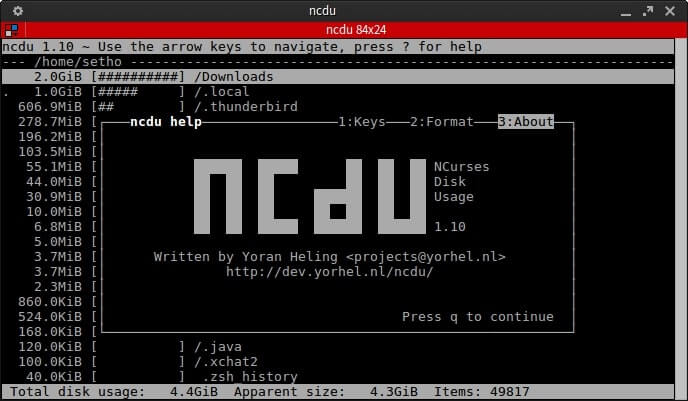 ncdu
ncdu 84x24
ncdu 1.10 ~ Use the arrow keys to navigate, press ? for help
--- /home/setho ---
2.0GiB [##########] /Downloads
. 1.0GiB [##### ] /.local
606.9MiB [## ] /.thunderbird
278.7MiB [
ncdu help 1:Keys 2:Format 3:About
196.2MiB [
103.5MiB [
55.1MiB [
44.0MiB [
30.9MiB [
10.0MiB [
6.8MiB [
5.0MiB [
3.7MiB [
3.7MiB [
2.3MiB [
860.0KiB [
524.0KiB [
168.0KiB [
NCdU
NCurses
Disk
Usage
1.10
Written by Yoran Heling <projects@yorhel.nl>
http://dev.yorhel.nl/ncdu/
Press q to continue
120.0KiB [ ] /.java
100.0KiB [ ] /.xchat2
40.0KiB [ .zsh_history
Total disk usage: 4.4GiB Apparent size: 4.3GiB Items: 49817